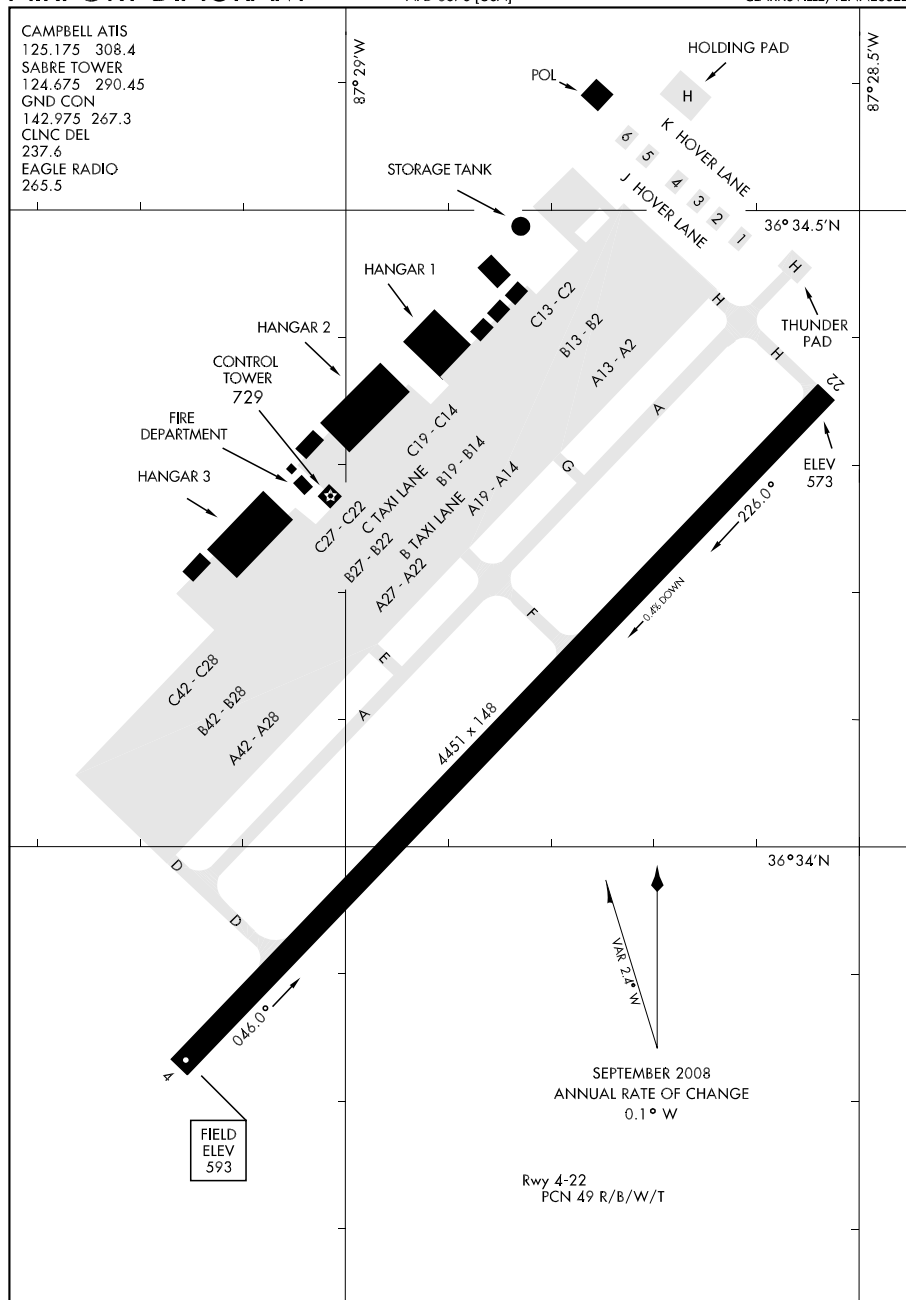 AIRPORT DIAGRAM
CAMPBELL ATIS
125.175 308.4
SABRE TOWER
124.675 290.45
GND CON
142.975 267.3
CLNC DEL
237.6
EAGLE RADIO
265.5
87°29'W
87°28.5'W
HOLDING PAD
POL
H
K HOVER LANE
6
5
4
3
2
1
J HOVER LANE
STORAGE TANK
36°34.5'N
H
HANGAR 1
THUNDER
PAD
H
H
C13 - C2
B13 - B2
A13 - A2
HANGAR 2
CONTROL
TOWER
729
22
FIRE
DEPARTMENT
A
C19 - C14
B19 - B14
A19 - A14
G
ELEV
573
HANGAR 3
C TAXI LANE
B TAXI LANE
C27 - C22
B27 - B22
A27 - A22
226.0°
0.4% DOWN
F
E
C42 - C28
B42 - B28
A42 - A28
A
4451 x 148
D
D
36°34'N
VAR 2.4° W
046.0°
4
SEPTEMBER 2008
ANNUAL RATE OF CHANGE
0.1° W
FIELD
ELEV
593
Rwy 4-22
PCN 49 R/B/W/T